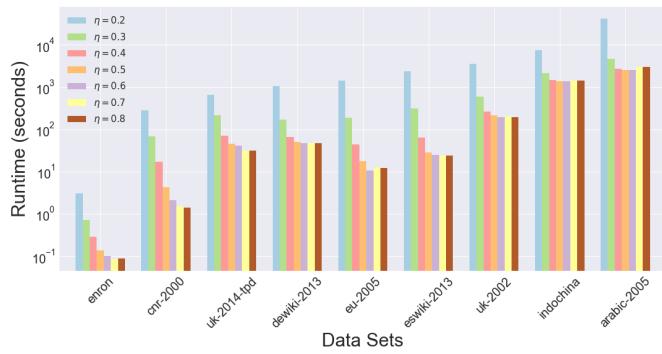 η = 0.2
η = 0.3
η = 0.4
η = 0.5
η = 0.6
η = 0.7
η = 0.8
Runtime (seconds)
10⁴
10³
10²
10¹
10⁰
10⁻¹
enron
cnr-2000
uk-2014-tpd
dewiki-2013
eu-2005
eswiki-2013
uk-2002
indochina
arabic-2005
Data Sets